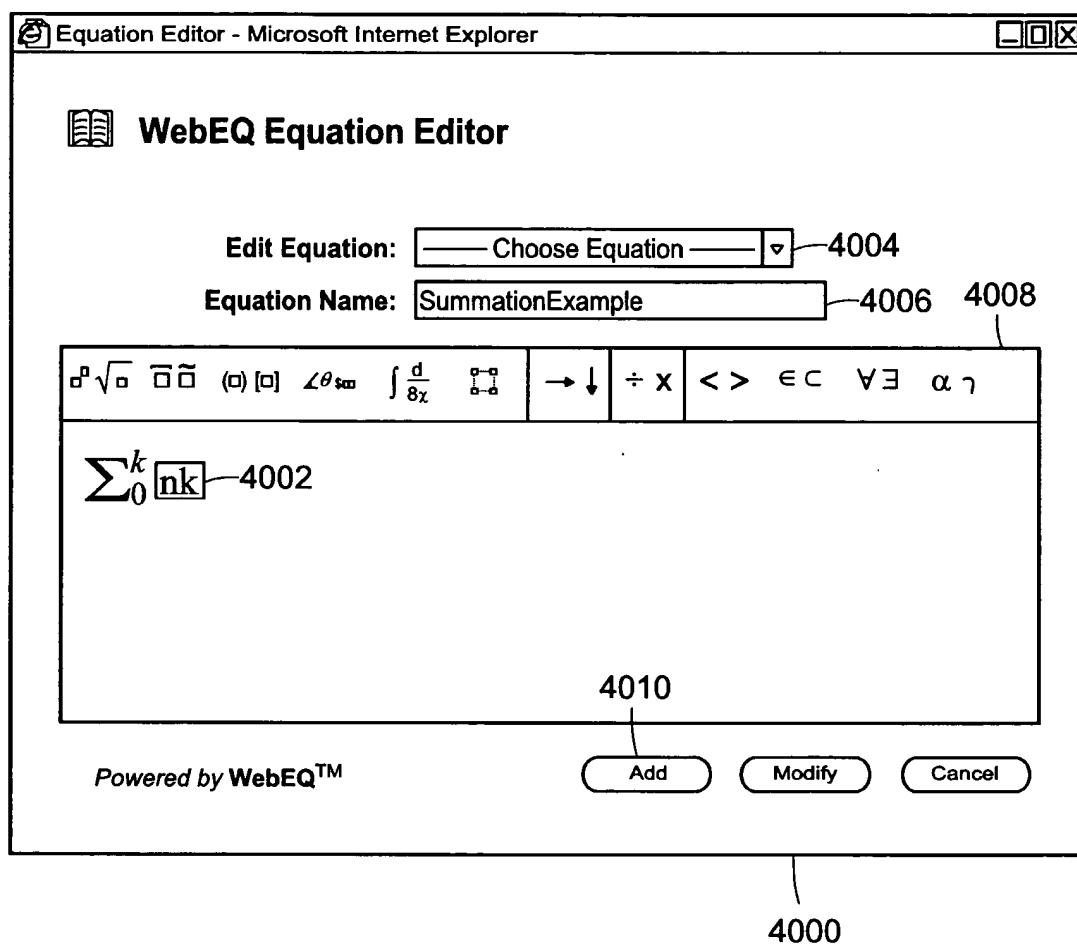 Equation Editor - Microsoft Internet Explorer
WebEQ Equation Editor
Edit Equation: Choose Equation 4004
Equation Name: SummationExample 4006 4008
√ (□) [□] ∠θ ∫ d/8χ → ↓ ÷ x < > ∈ ⊂ ∀ ∃ α
∑₀ᵏ nk 4002
4010
Powered by WebEQ™ Add Modify Cancel
4000